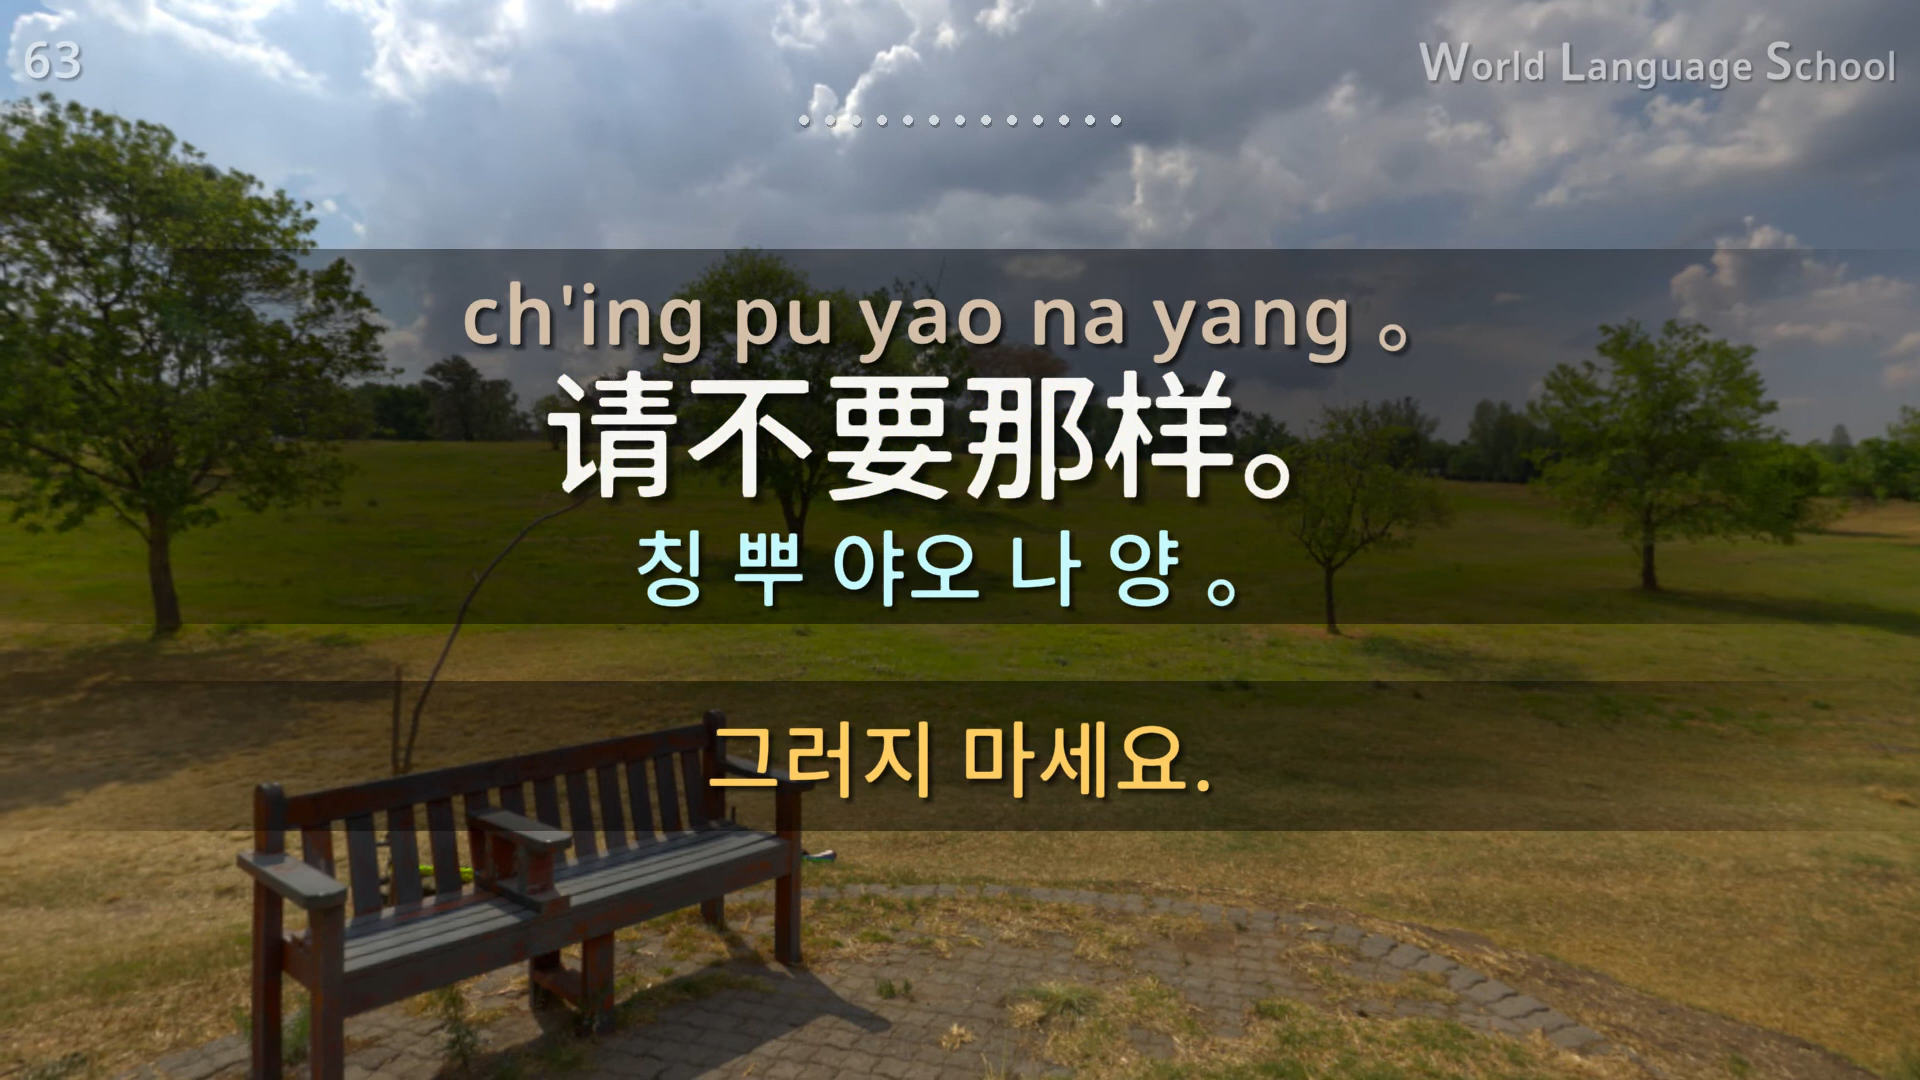 63
World Language School
ch'ing pu yao na yang 。
请不要那样。
칭 뿌 야오 나 양 。
그러지 마세요.